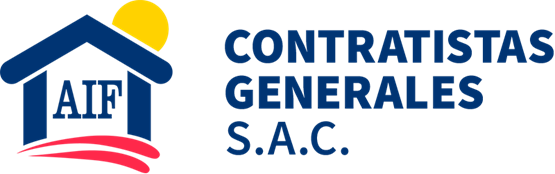 AIF
CONTRATISTAS
GENERALES
S.A.C.